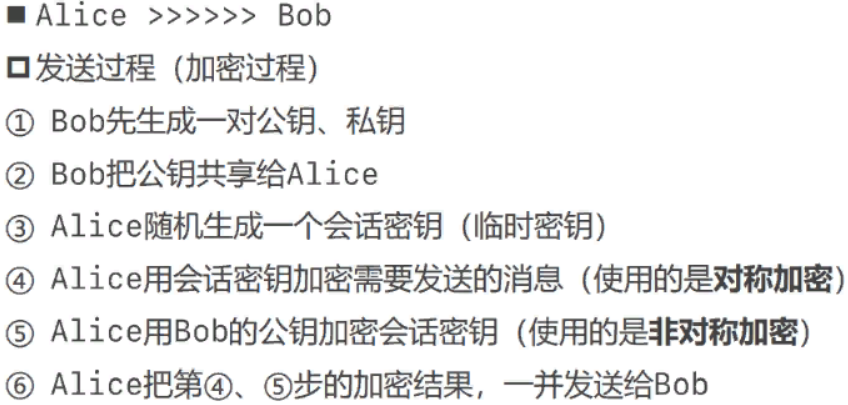 ■ Alice >>>>>> Bob
◘ 发送过程（加密过程）
① Bob先生成一对公钥、私钥
② Bob把公钥共享给Alice
③ Alice随机生成一个会话密钥（临时密钥）
④ Alice用会话密钥加密需要发送的消息（使用的是对称加密）
⑤ Alice用Bob的公钥加密会话密钥（使用的是非对称加密）
⑥ Alice把第④、⑤步的加密结果，一并发送给Bob